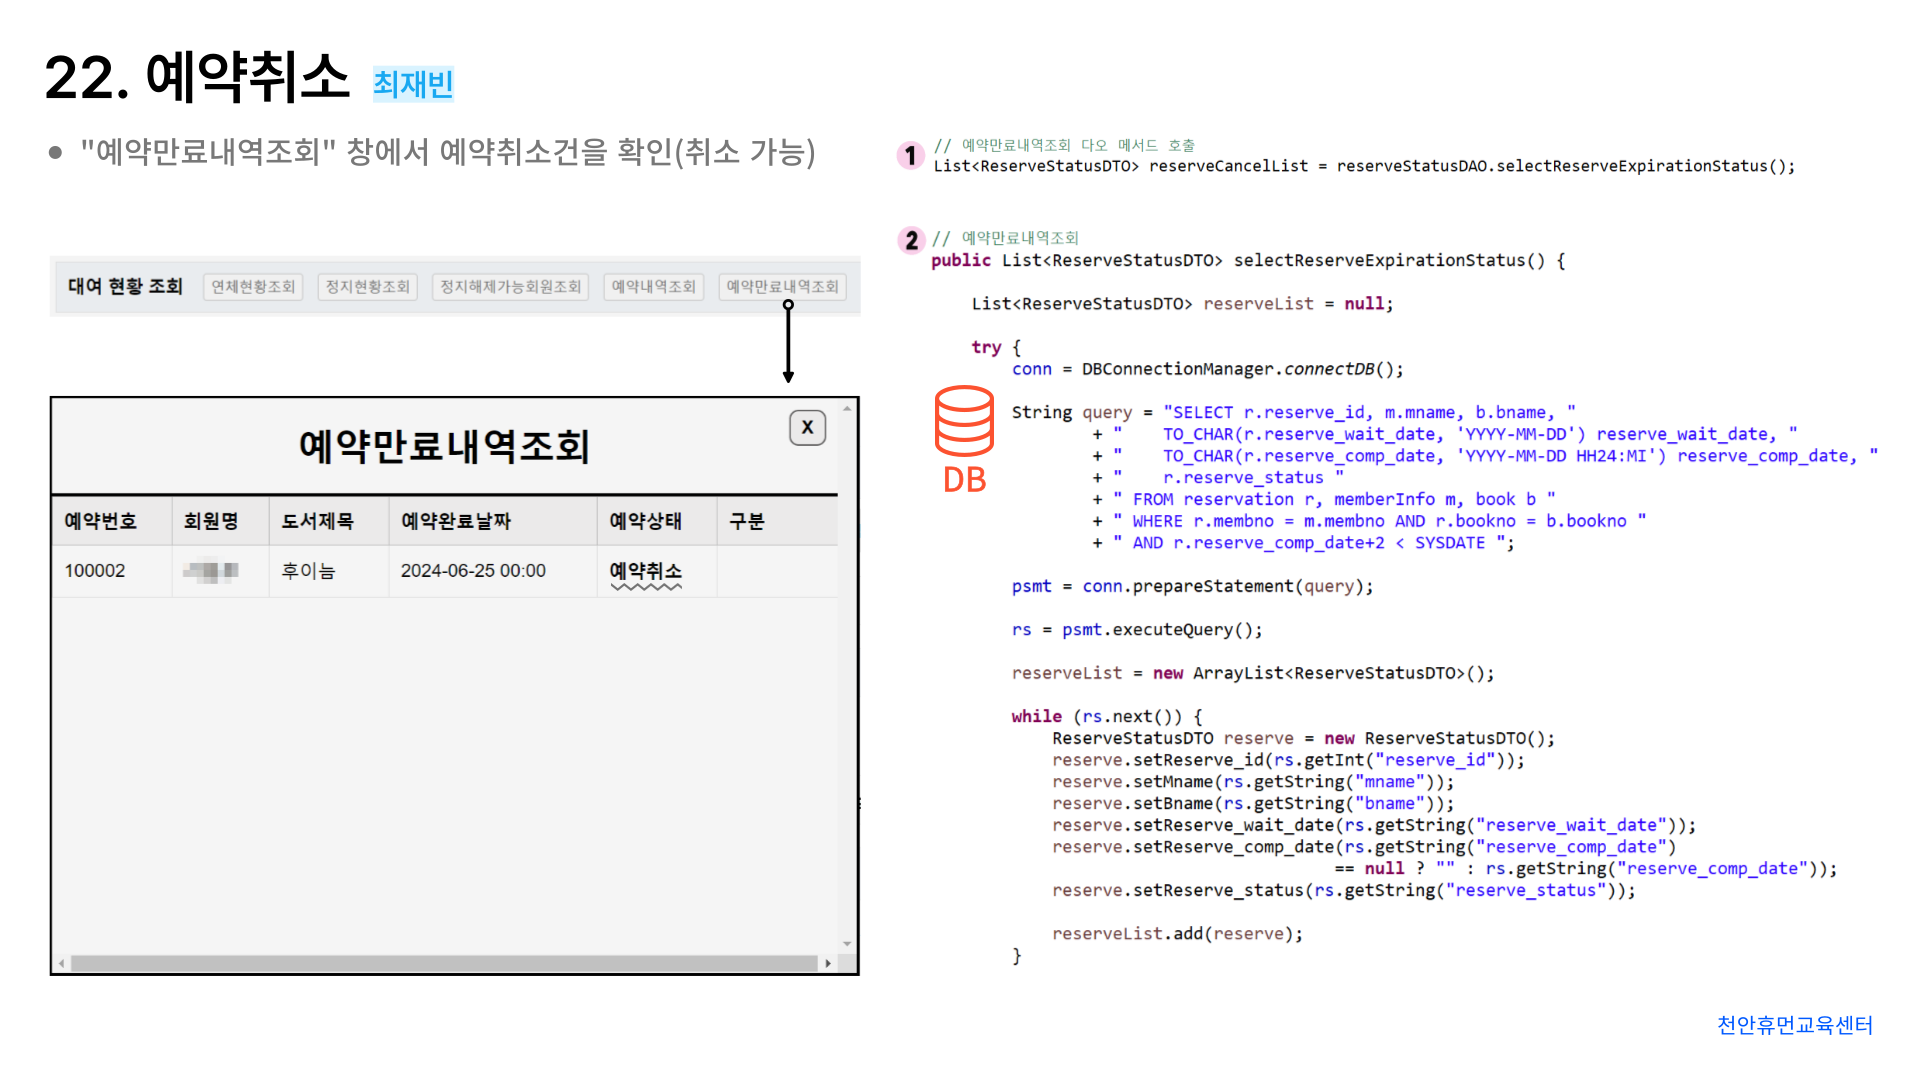 22. 예약취소 최재빈
• "예약만료내역조회" 창에서 예약취소건을 확인(취소 가능)
대여 현황 조회 연체현황조회 정지현황조회 정지해제가능회원조회 예약내역조회 예약만료내역조회
X
예약만료내역조회
예약번호 회원명 도서제목 예약완료날짜 예약상태 구분
100002 후이늠 2024-06-25 00:00 예약취소
1
// 예약만료내역조회 다오 메서드 호출
List<ReserveStatusDTO> reserveCancelList = reserveStatusDAO.selectReserveExpirationStatus();
2
// 예약만료내역조회
public List<ReserveStatusDTO> selectReserveExpirationStatus() {
List<ReserveStatusDTO> reserveList = null;
try {
conn = DBConnectionManager.connectDB();
DB
String query = "SELECT r.reserve_id, m.mname, b.bname, "
+ "    TO_CHAR(r.reserve_wait_date, 'YYYY-MM-DD') reserve_wait_date, "
+ "    TO_CHAR(r.reserve_comp_date, 'YYYY-MM-DD HH24:MI') reserve_comp_date, "
+ "    r.reserve_status "
+ " FROM reservation r, memberInfo m, book b "
+ " WHERE r.membno = m.membno AND r.bookno = b.bookno "
+ " AND r.reserve_comp_date+2 < SYSDATE ";
psmt = conn.prepareStatement(query);
rs = psmt.executeQuery();
reserveList = new ArrayList<ReserveStatusDTO>();
while (rs.next()) {
ReserveStatusDTO reserve = new ReserveStatusDTO();
reserve.setReserve_id(rs.getInt("reserve_id"));
reserve.setMname(rs.getString("mname"));
reserve.setBname(rs.getString("bname"));
reserve.setReserve_wait_date(rs.getString("reserve_wait_date"));
reserve.setReserve_comp_date(rs.getString("reserve_comp_date")
== null ? "" : rs.getString("reserve_comp_date"));
reserve.setReserve_status(rs.getString("reserve_status"));
reserveList.add(reserve);
}
천안휴먼교육센터